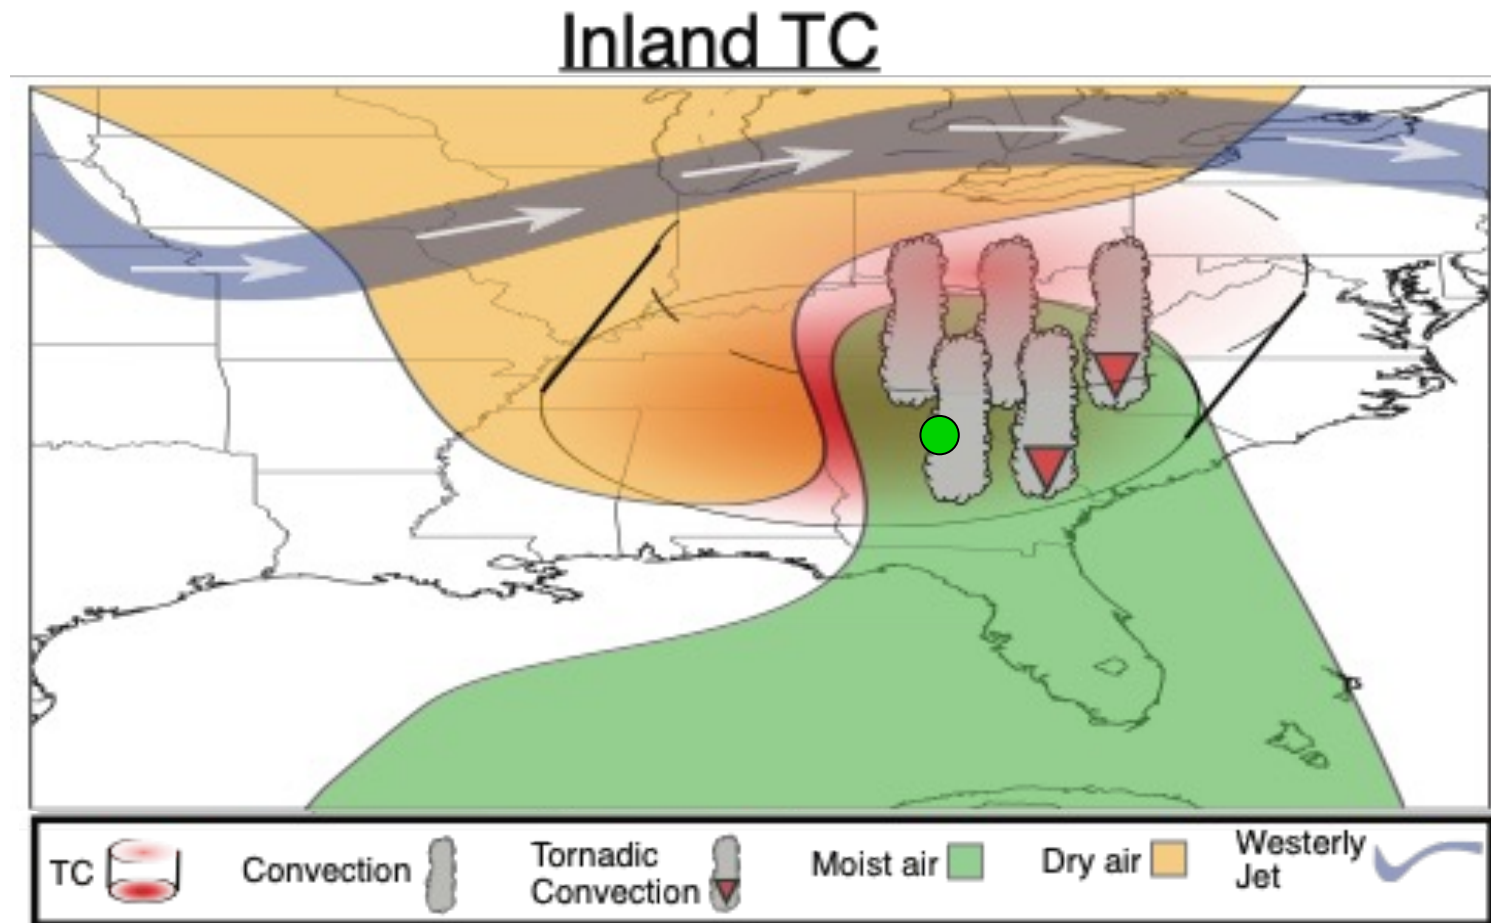 Inland TC
TC
Convection
Tornadic
Convection
Moist air
Dry air
Westerly
Jet